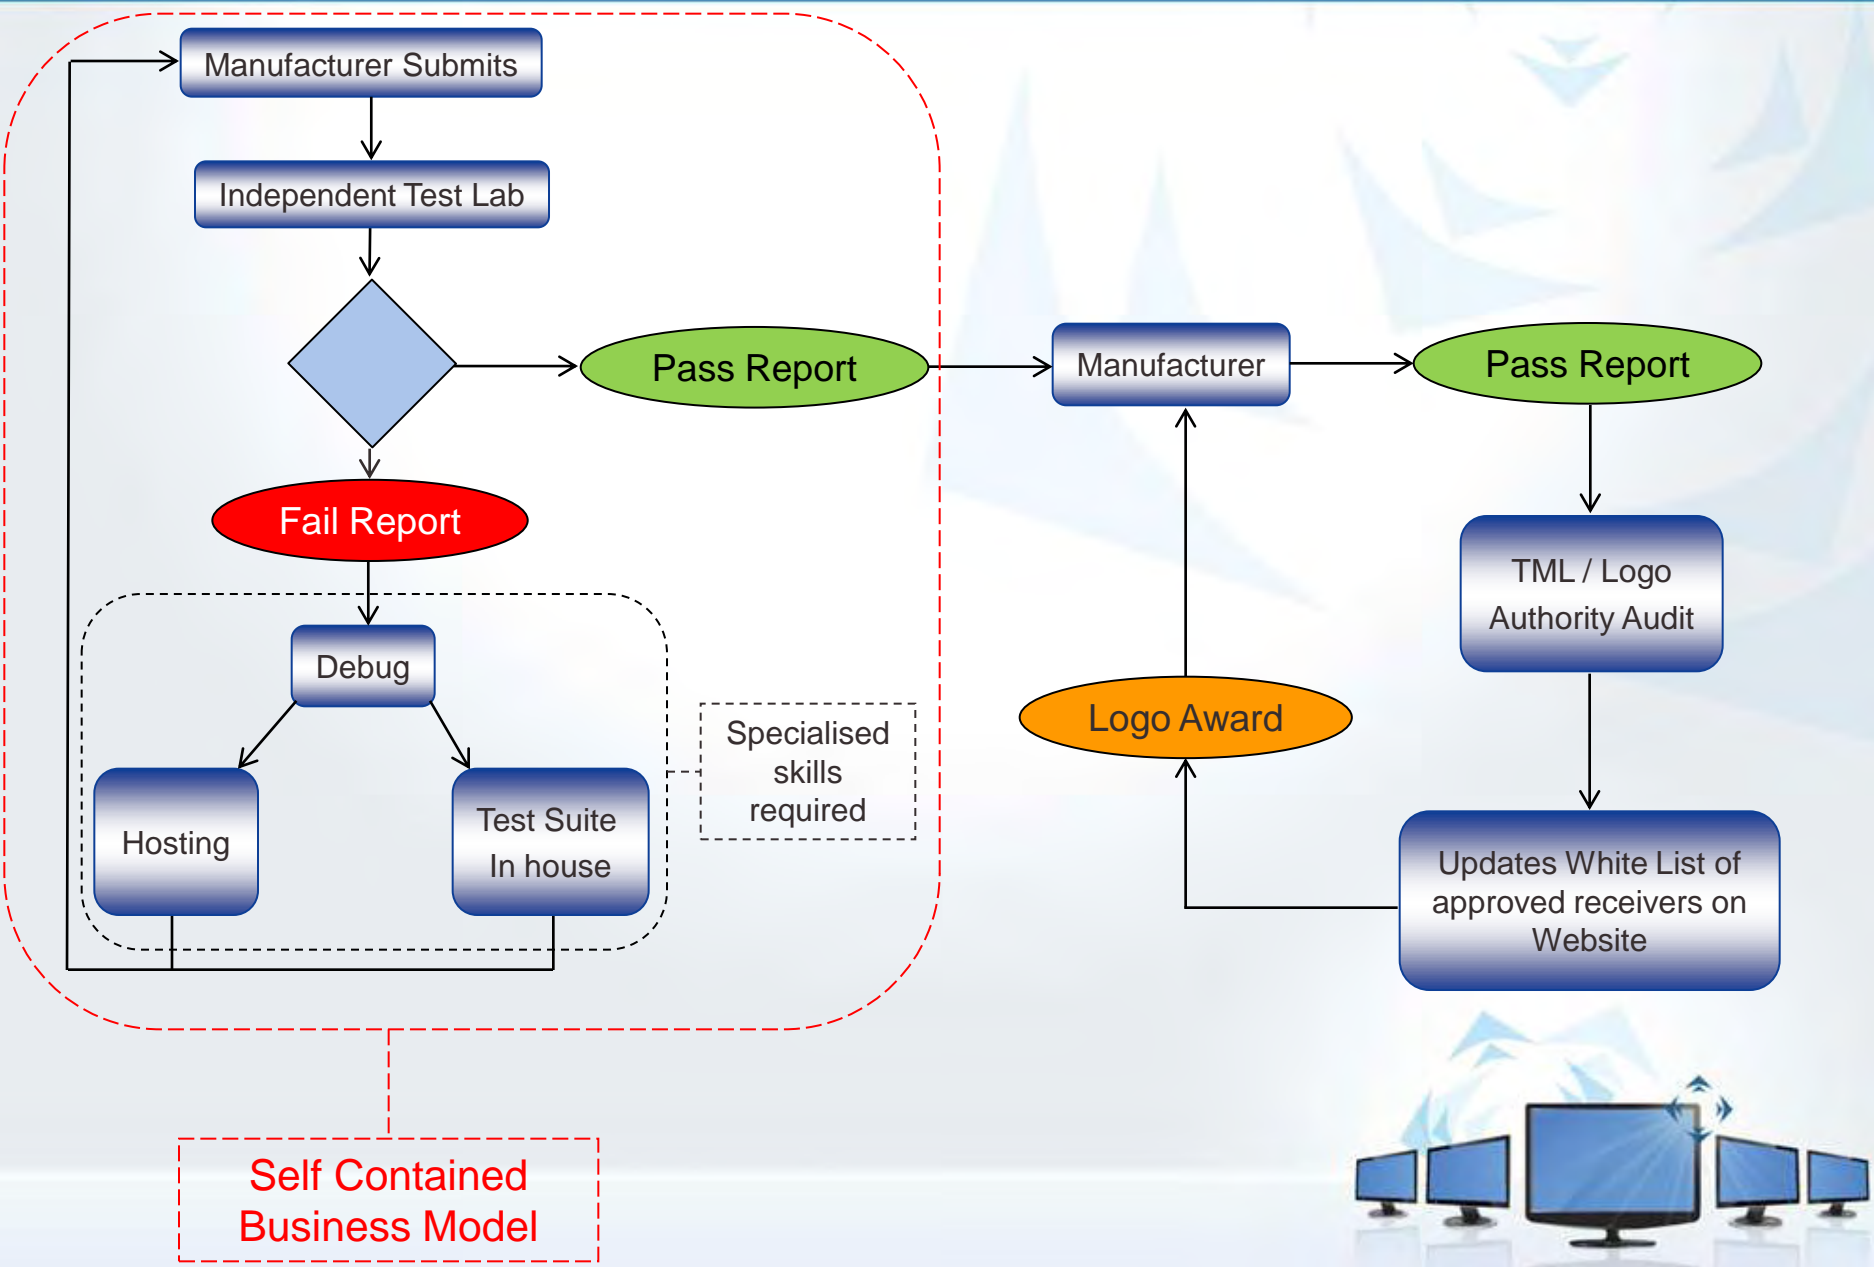 Manufacturer Submits
Independent Test Lab
Pass Report
Manufacturer
Pass Report
Fail Report
TML / Logo
Authority Audit
Debug
Logo Award
Specialised
skills
required
Hosting
Test Suite
In house
Updates White List of
approved receivers on
Website
Self Contained
Business Model